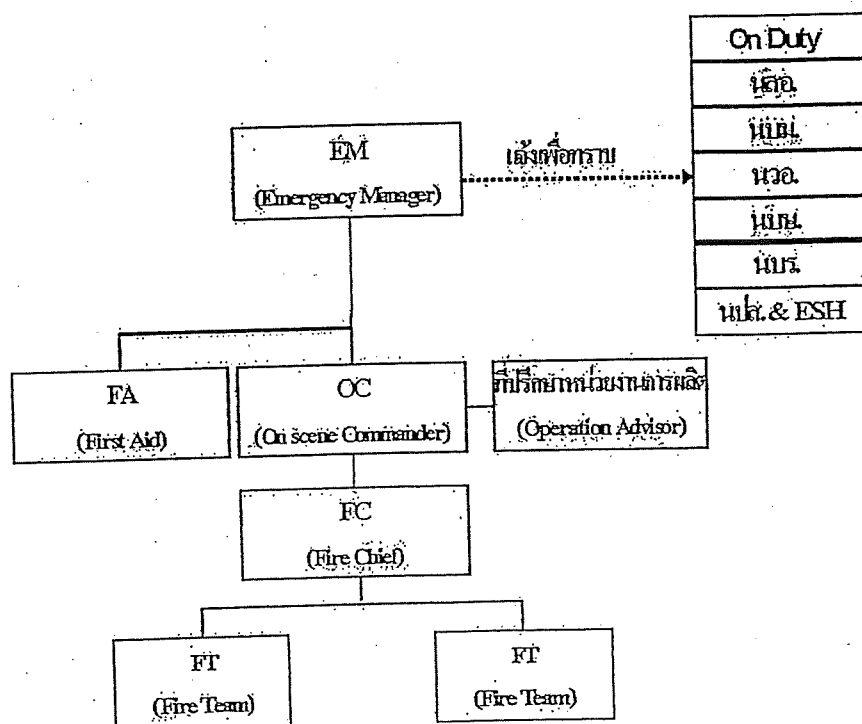 On Duty
นสอ.
นบม.
นวอ.
นบษ.
นบร.
นปส. & ESH
EM
(Emergency Manager)
แจ้งเพื่อทราบ
FA
(First Aid)
OC
(On scene Commander)
ที่ปรึกษาหน่วยงานการผลิต
(Operation Advisor)
FC
(Fire Chief)
FT
(Fire Team)
FT
(Fire Team)